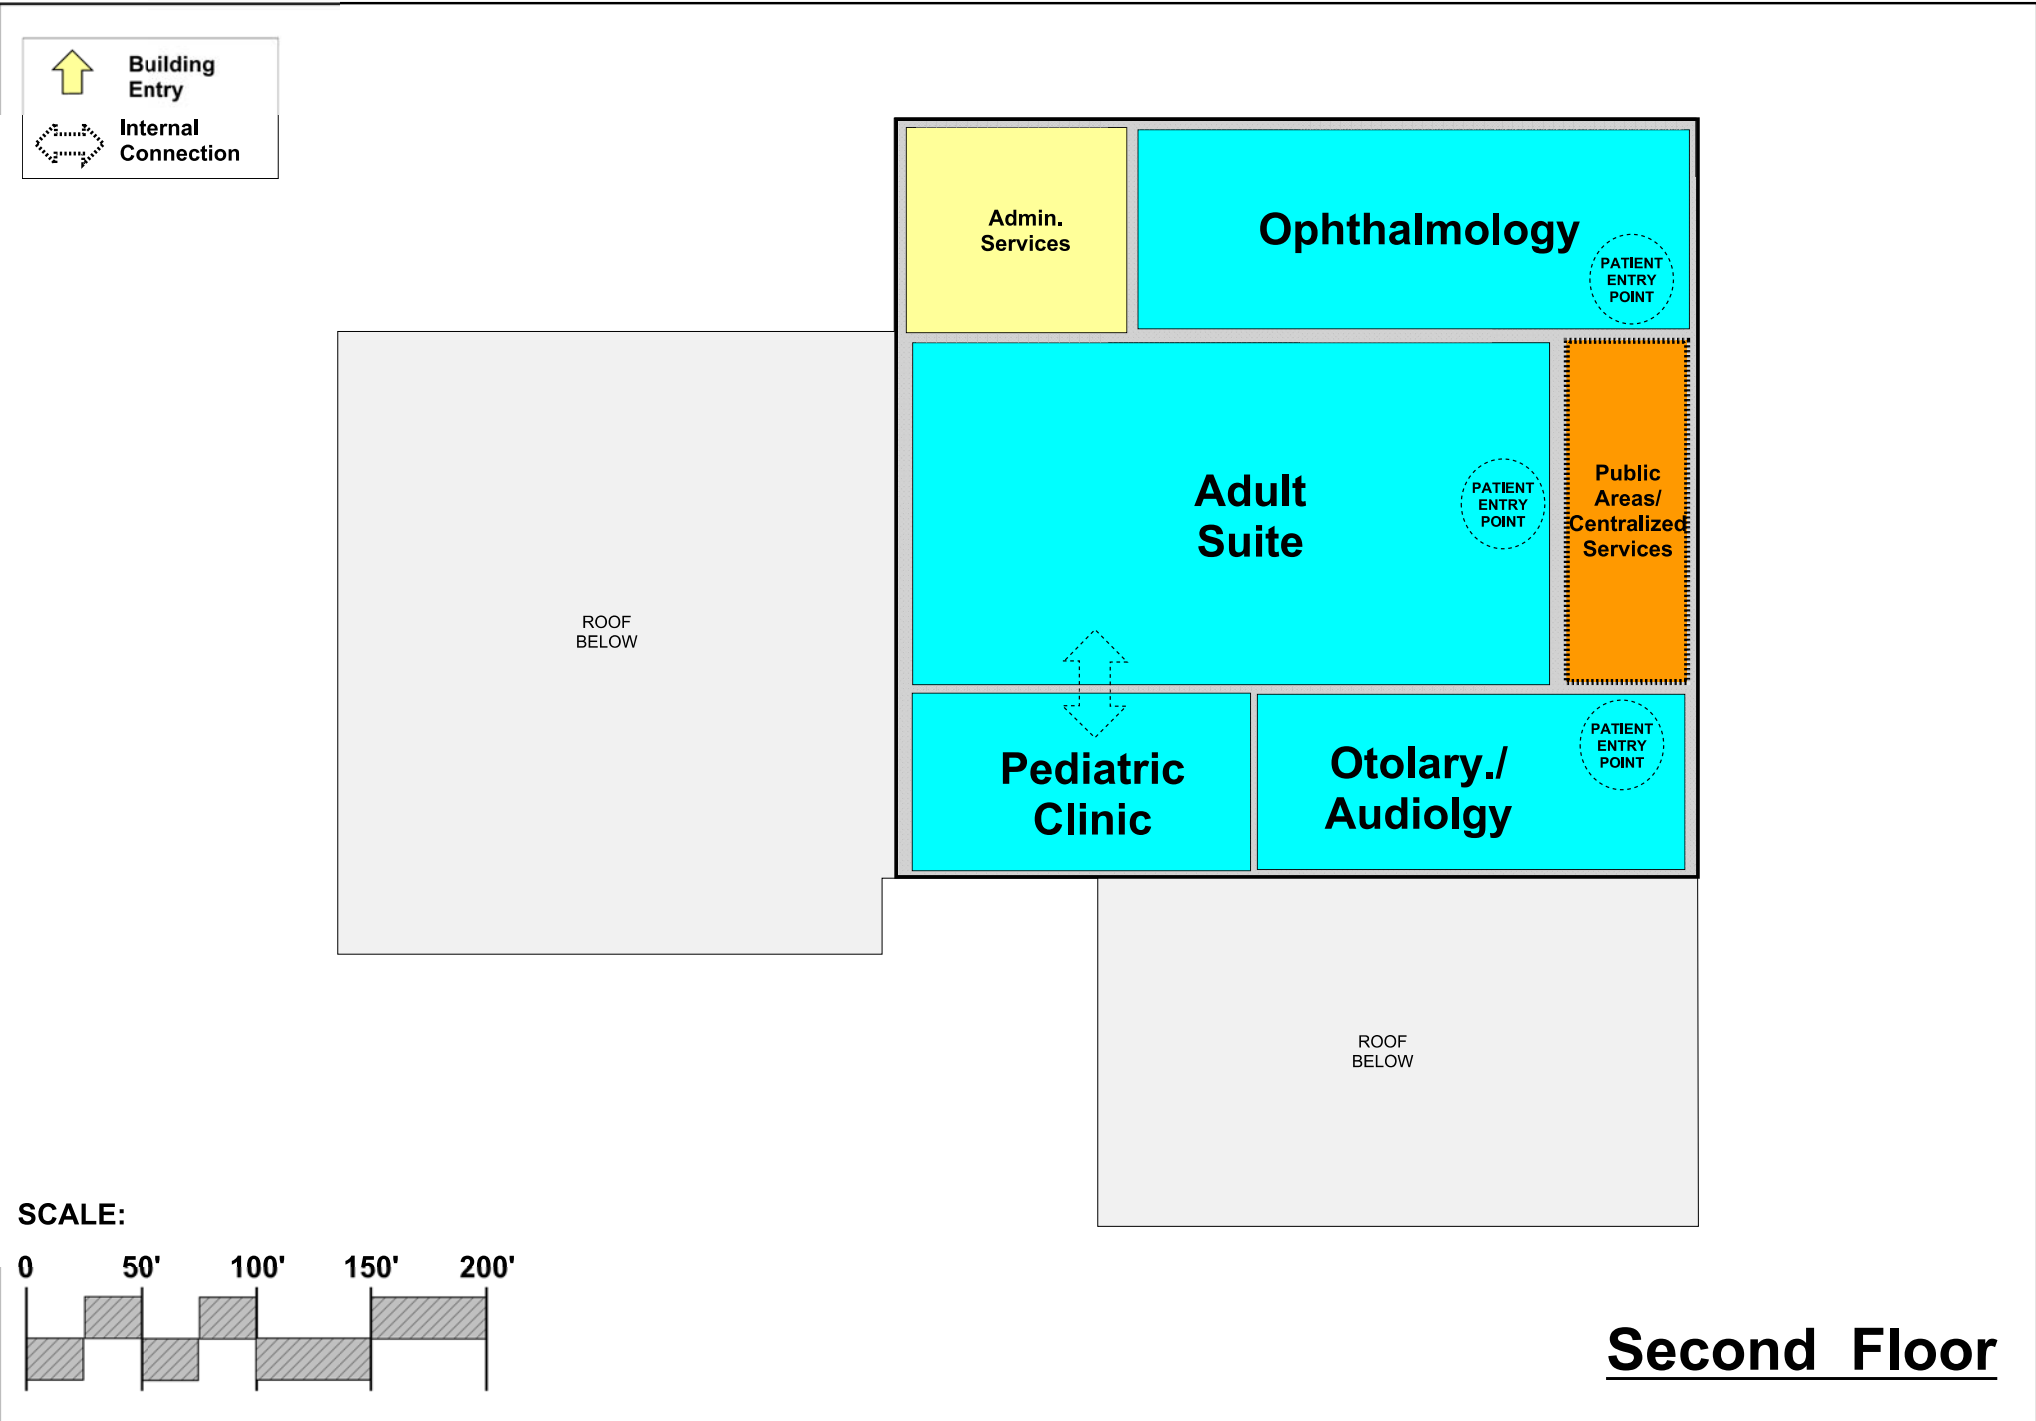 Building
Entry
Internal
Connection
Admin.
Services
Ophthalmology
PATIENT
ENTRY
POINT
Adult
Suite
PATIENT
ENTRY
POINT
Public
Areas/
Centralized
Services
ROOF
BELOW
Pediatric
Clinic
Otolary./
Audiolgy
PATIENT
ENTRY
POINT
ROOF
BELOW
SCALE:
0 50' 100' 150' 200'
Second Floor